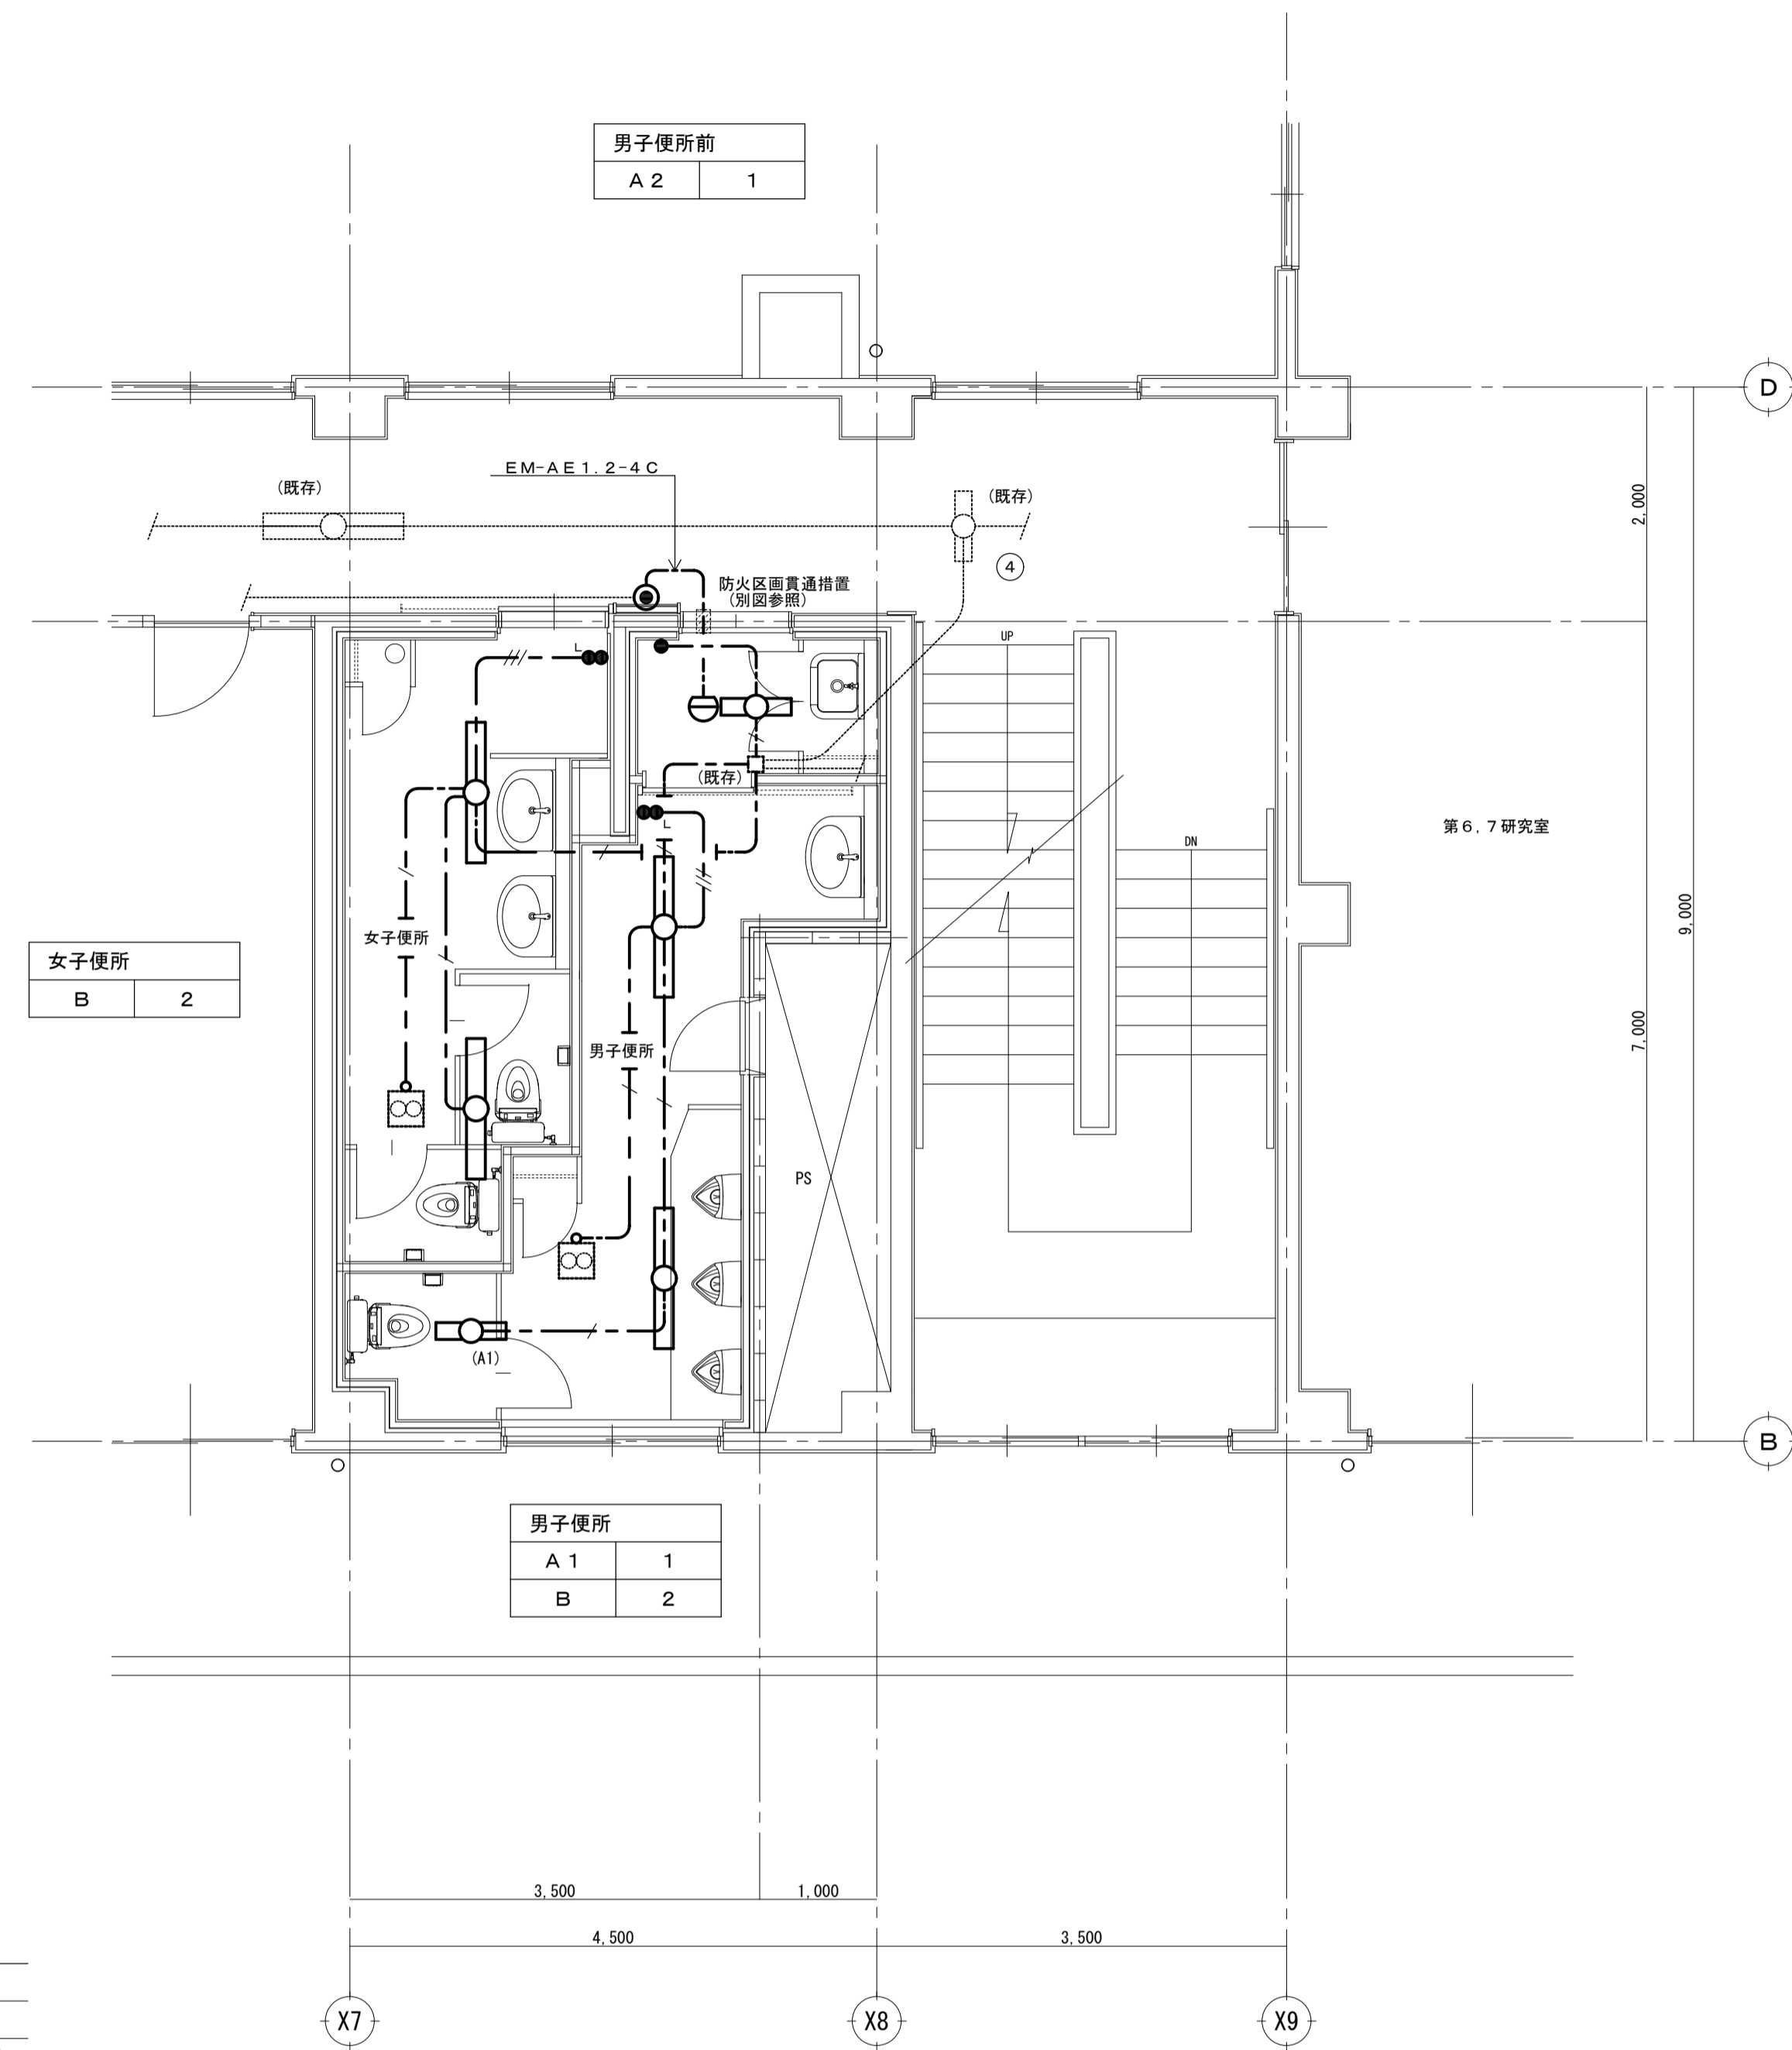 男子便所前
A2 1
D
EM-AE1.2-4C
(既存)
(既存)
2,000
④
防火区画貫通措置
(別図参照)
UP
L
(既存)
L
第6,7研究室
DN
9,000
女子便所
女子便所
B 2
7,000
男子便所
PS
(A1)
B
男子便所
A1 1
B 2
3,500
1,000
4,500
3,500
X7
X8
X9